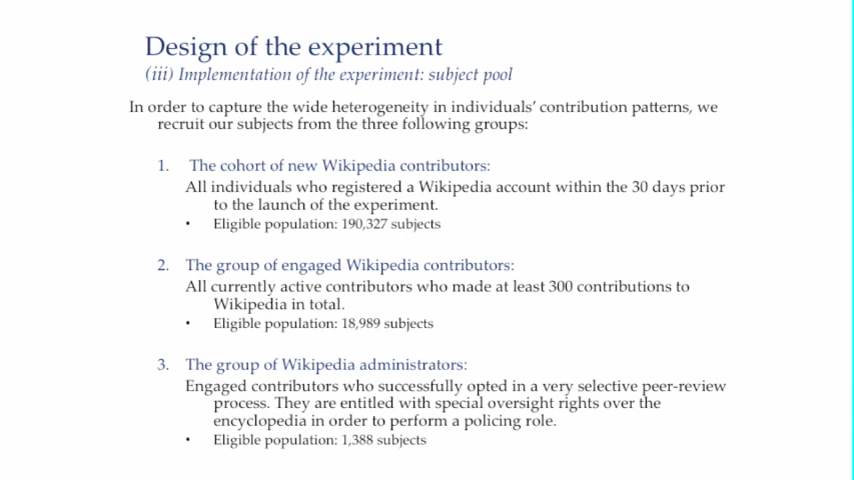 Design of the experiment
(iii) Implementation of the experiment: subject pool
In order to capture the wide heterogeneity in individuals' contribution patterns, we
recruit our subjects from the three following groups:
1. The cohort of new Wikipedia contributors:
All individuals who registered a Wikipedia account within the 30 days prior
to the launch of the experiment.
• Eligible population: 190,327 subjects
2. The group of engaged Wikipedia contributors:
All currently active contributors who made at least 300 contributions to
Wikipedia in total.
• Eligible population: 18,989 subjects
3. The group of Wikipedia administrators:
Engaged contributors who successfully opted in a very selective peer-review
process. They are entitled with special oversight rights over the
encyclopedia in order to perform a policing role.
• Eligible population: 1,388 subjects